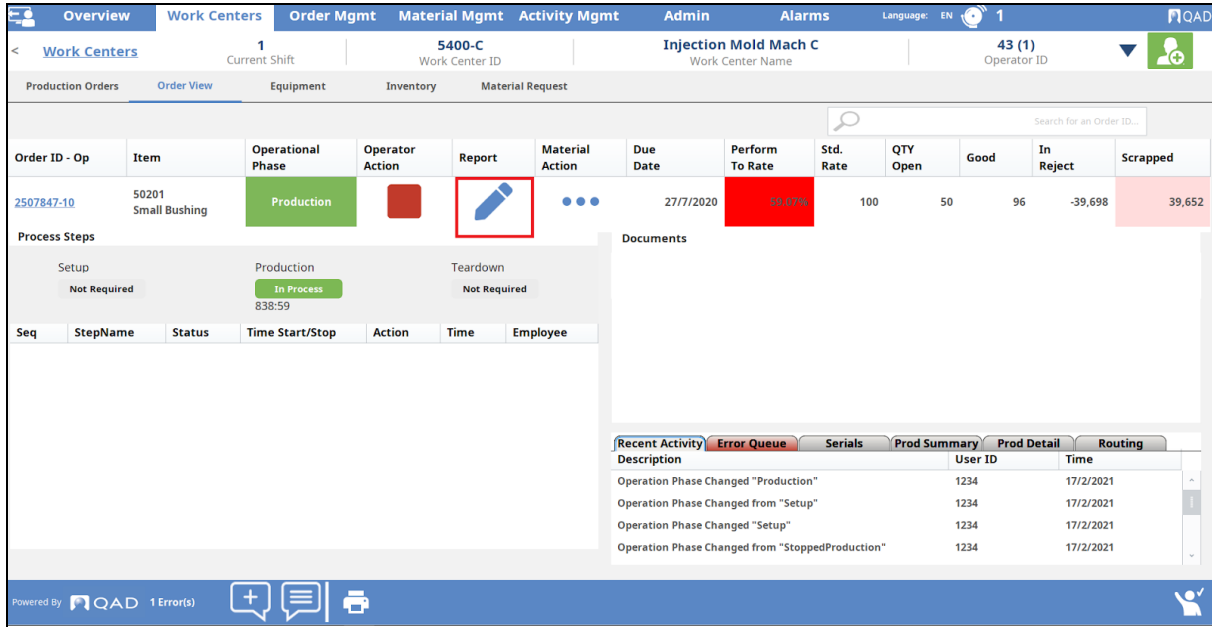 Overview Work Centers Order Mgmt Material Mgmt Activity Mgmt Admin Alarms Language: EN 1 QAD
< Work Centers 1 5400-C Injection Mold Mach C 43 (1)
Current Shift Work Center ID Work Center Name Operator ID
Production Orders Order View Equipment Inventory Material Request
Search for an Order ID...
Order ID - Op Item Operational Phase Operator Action Report Material Action Due Date Perform To Rate Std. Rate QTY Open Good In Reject Scrapped
2507847-10 50201 Small Bushing Production 27/7/2020 59.07% 100 50 96 -39,698 39,652
Process Steps Documents
Setup Production Teardown
Not Required In Process Not Required
838:59
Seq StepName Status Time Start/Stop Action Time Employee
Recent Activity Error Queue Serials Prod Summary Prod Detail Routing
Description User ID Time
Operation Phase Changed "Production" 1234 17/2/2021
Operation Phase Changed from "Setup" 1234 17/2/2021
Operation Phase Changed "Setup" 1234 17/2/2021
Operation Phase Changed from "StoppedProduction" 1234 17/2/2021
Powered By QAD 1 Error(s)